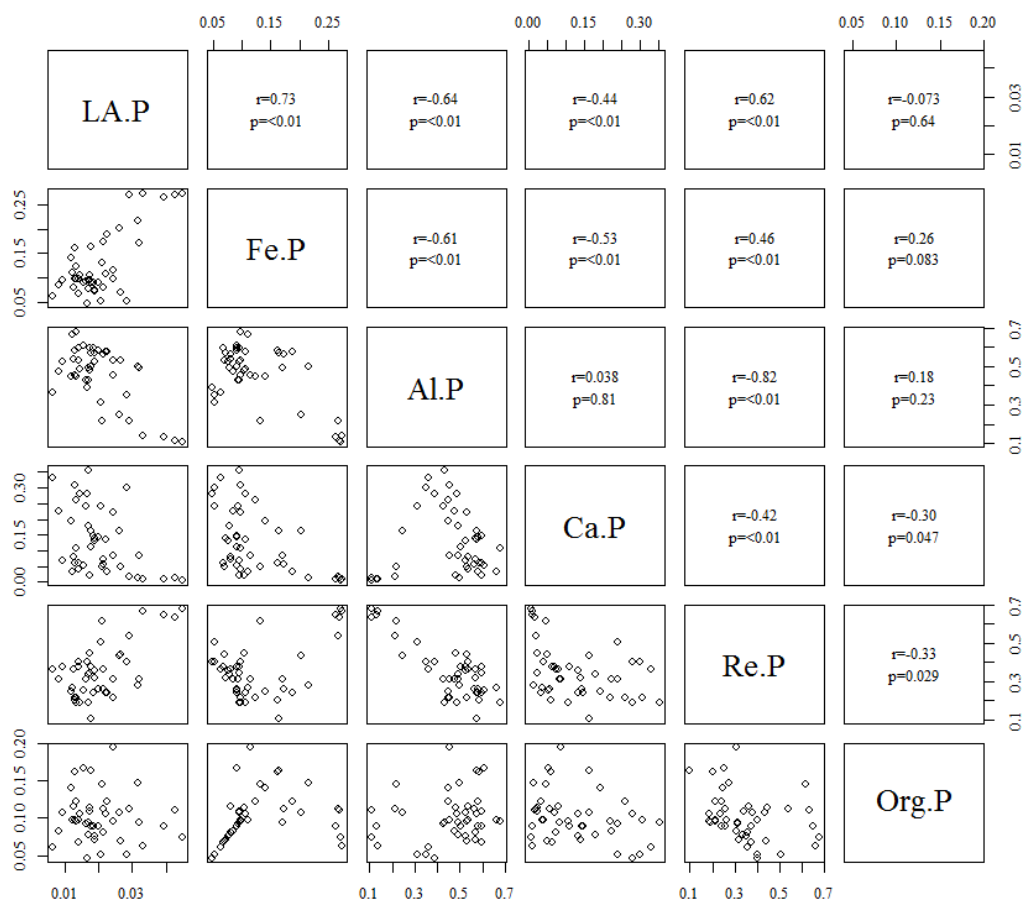 0.05 0.15 0.25 0.00 0.15 0.30 0.05 0.15 0.20
LA.P r=0.73 r=-0.64 r=-0.44 r=0.62 r=-0.073 0.03
p=<0.01 p=<0.01 p=<0.01 p=<0.01 p=0.64 0.01
0.25 Fe.P r=-0.61 r=-0.53 r=0.46 r=0.26
0.15 p=<0.01 p=<0.01 p=<0.01 p=0.083
0.05
0.7
Al.P r=0.038 r=-0.82 r=0.18 0.5
p=0.81 p=<0.01 p=0.23 0.3
0.1
0.30 Ca.P r=-0.42 r=-0.30
0.15 p=<0.01 p=0.047
0.00
0.7
Re.P r=-0.33 0.5
p=0.029 0.3
0.1
0.20
0.15 Org.P
0.10
0.05
0.01 0.03 0.1 0.3 0.5 0.7 0.1 0.3 0.5 0.7